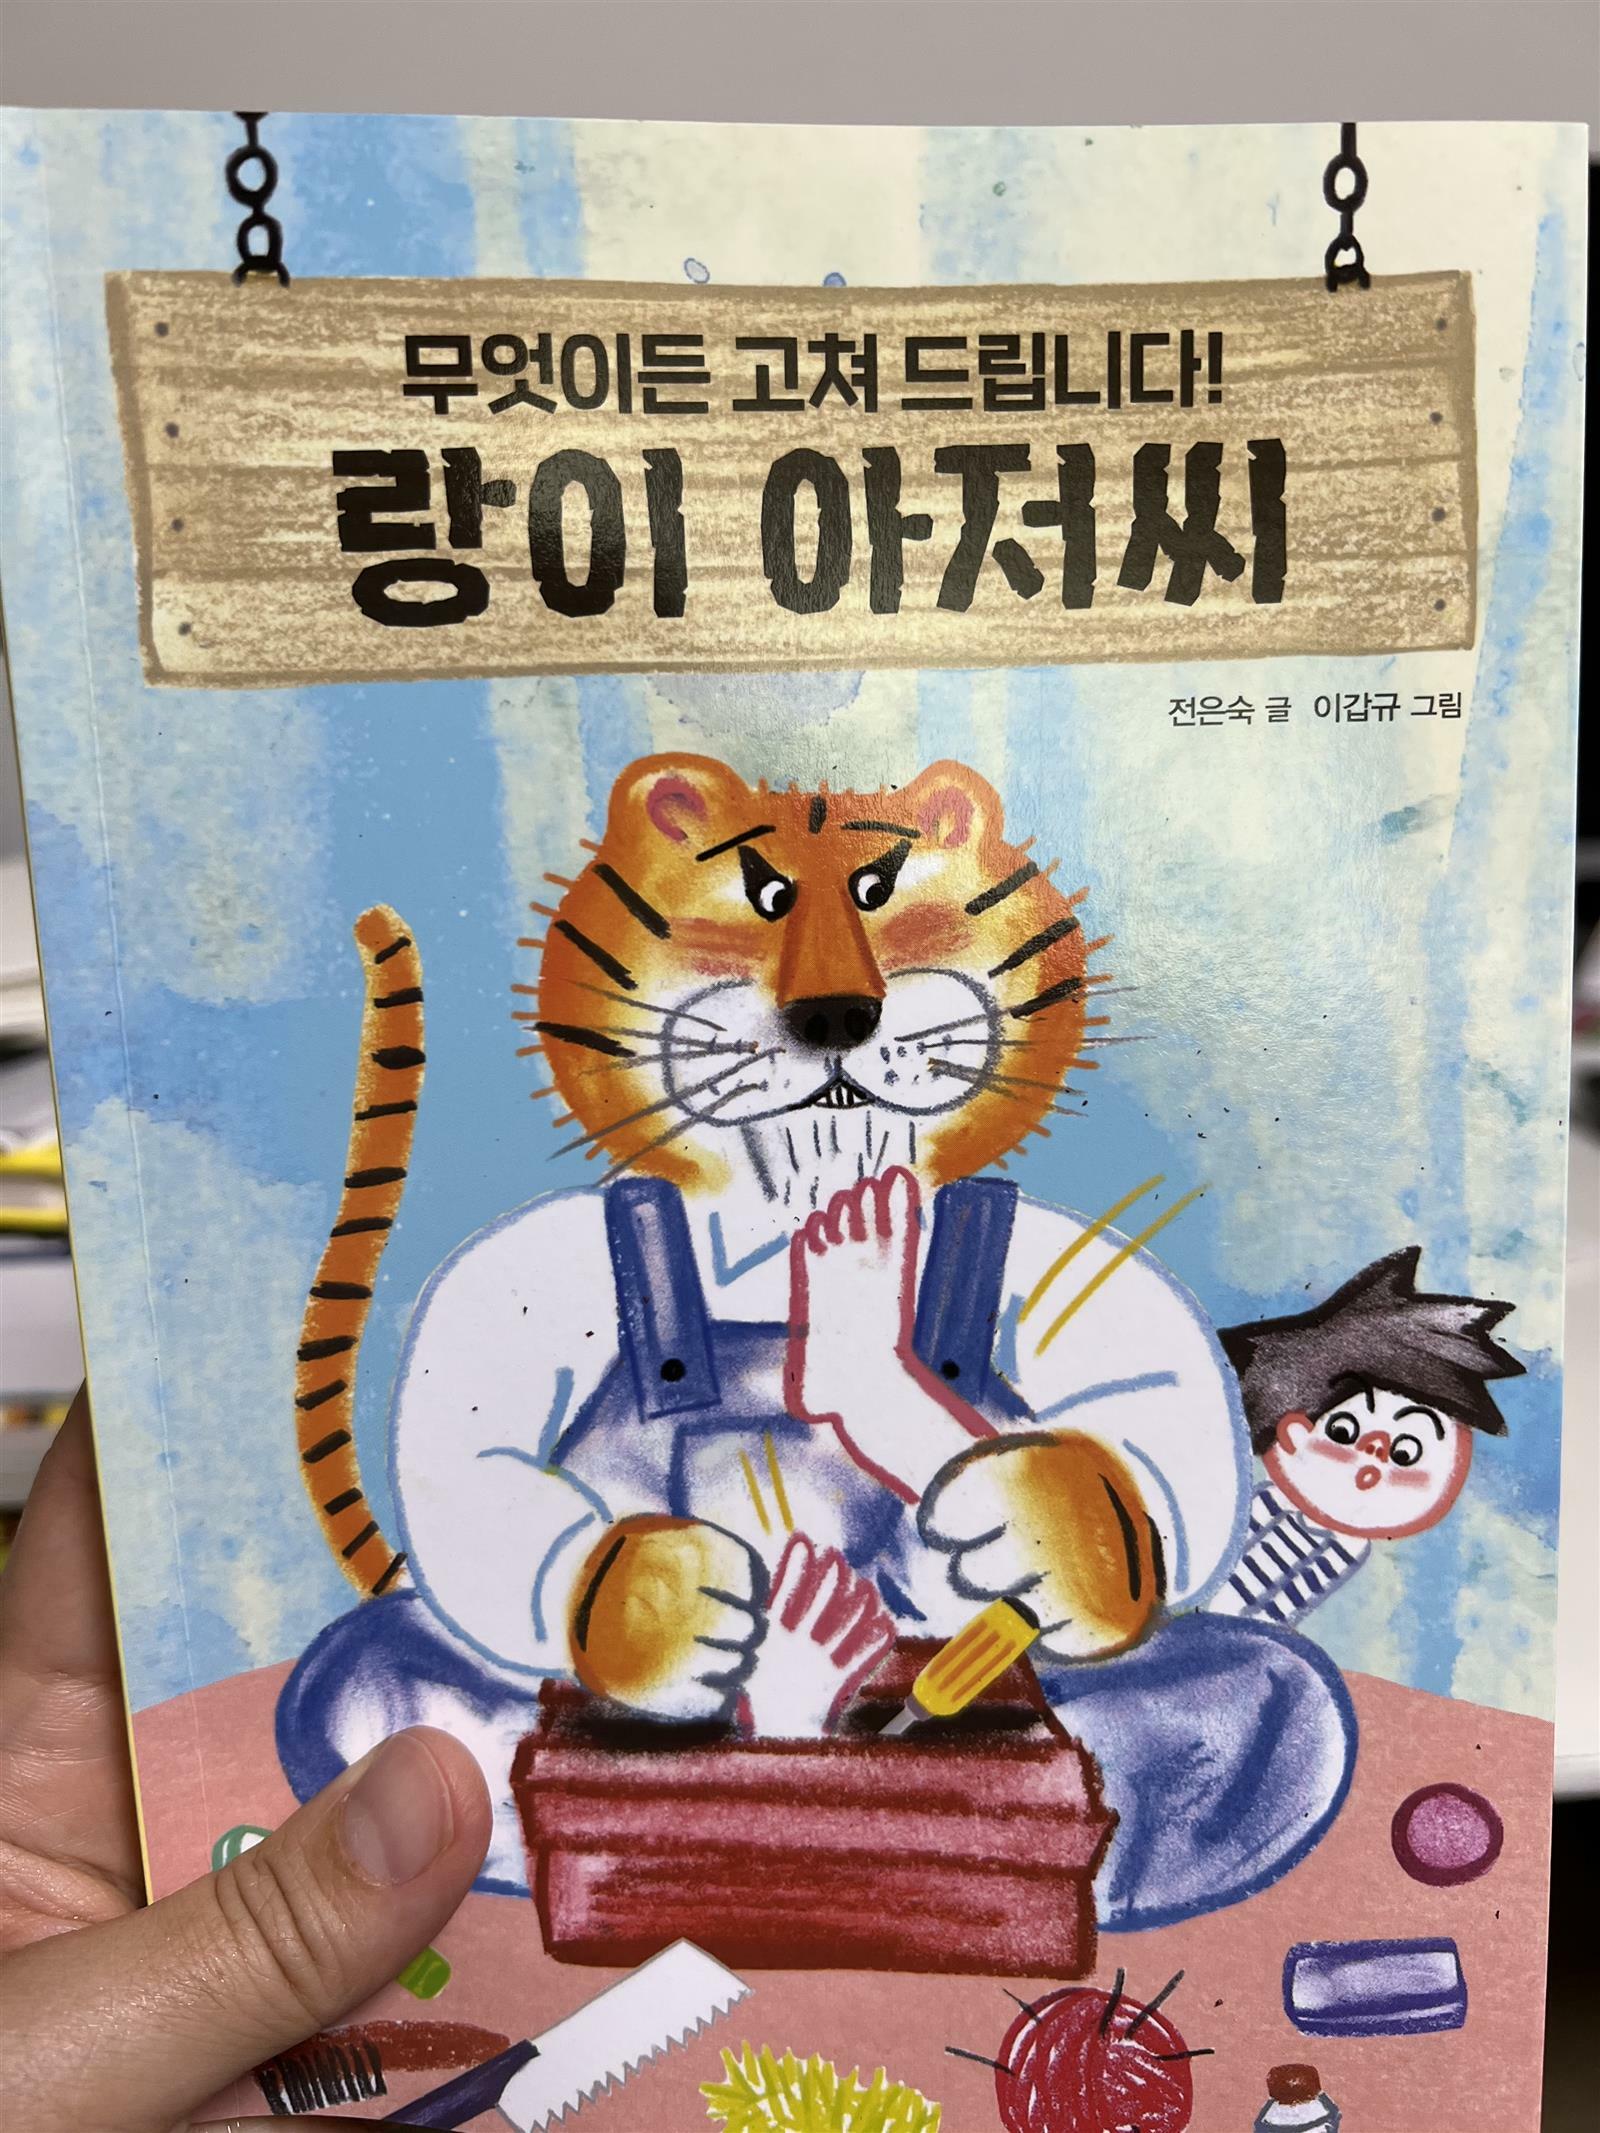 무엇이든 고쳐 드립니다!
랑이 아저씨
전은숙 글 이갑규 그림